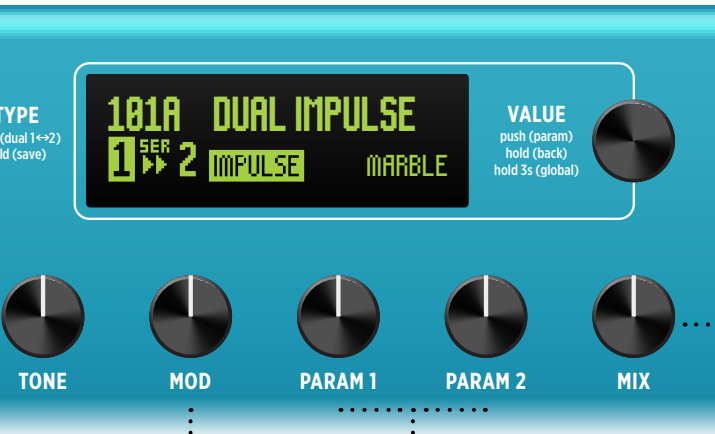 TYPE
(dual 1↔2)
ld (save)
101A DUAL IMPULSE
1 SER 2 IMPULSE MARBLE
VALUE
push (param)
hold (back)
hold 3s (global)
TONE MOD PARAM 1 PARAM 2 MIX